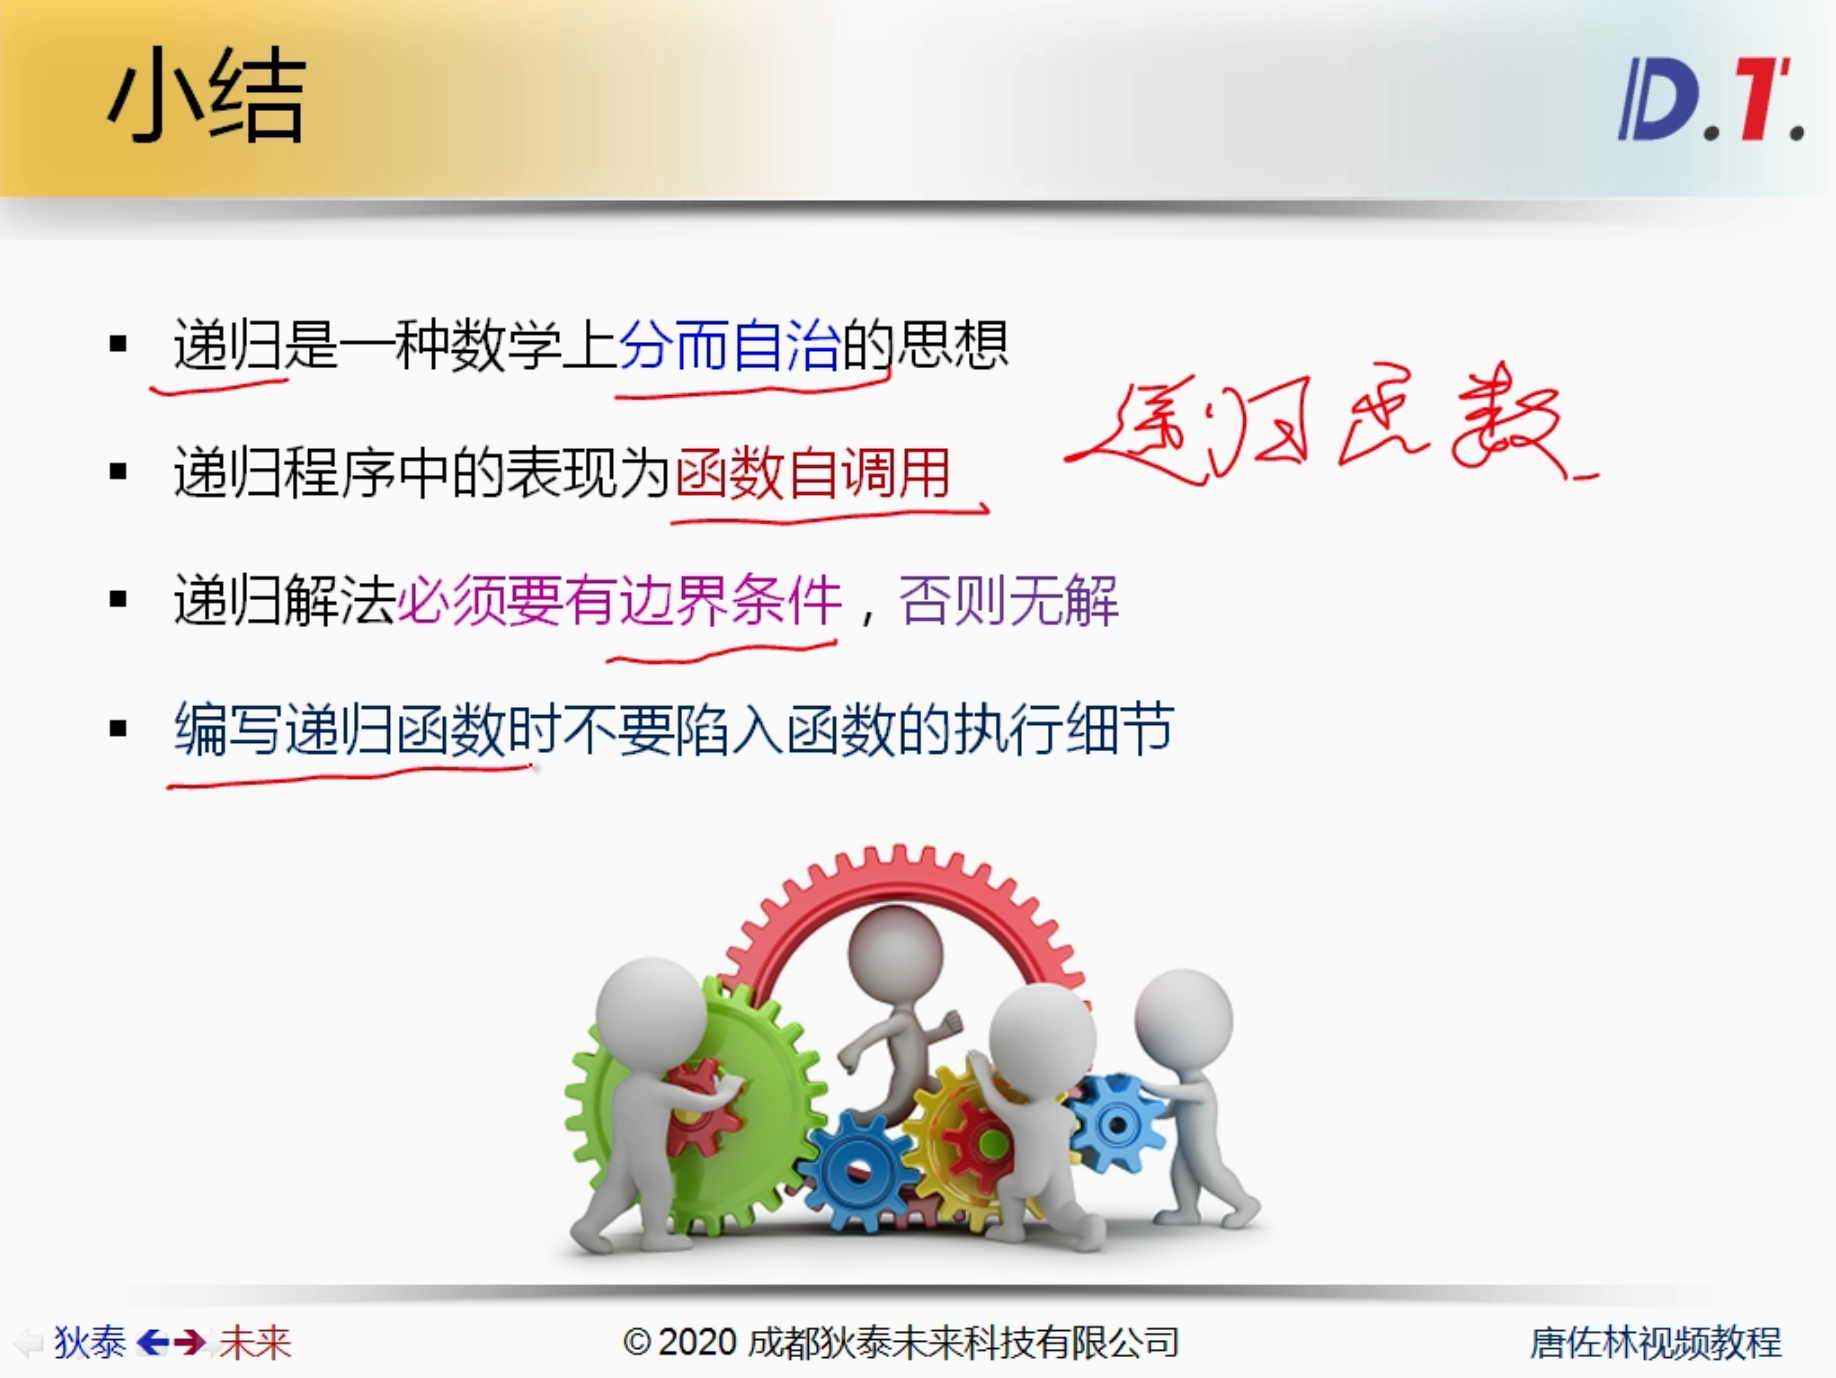 小结
D.T.
递归是一种数学上分而自治的思想
递归程序中的表现为函数自调用
递归函数
递归解法必须要有边界条件，否则无解
编写递归函数时不要陷入函数的执行细节
狄泰 未来
© 2020 成都狄泰未来科技有限公司
唐佐林视频教程